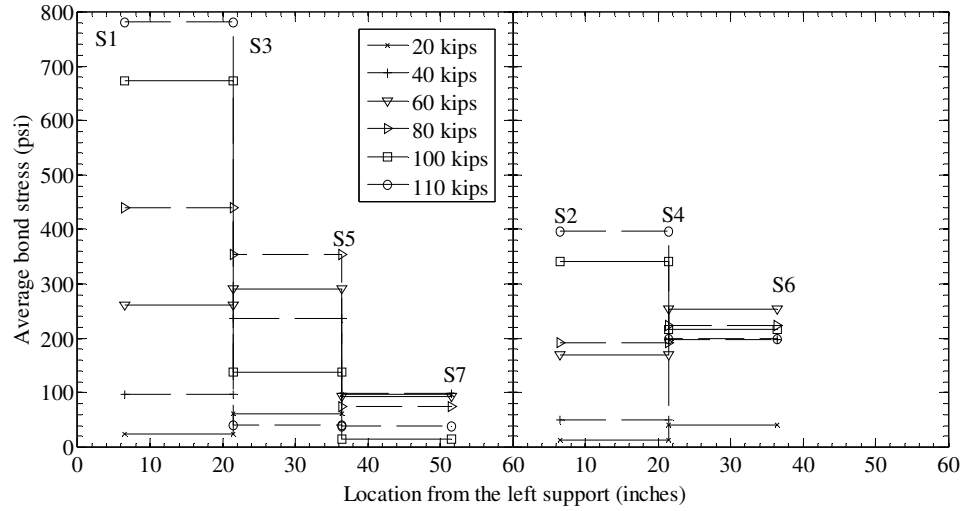 800
700
600
500
400
300
200
100
0
Average bond stress (psi)
S1
S3
S5
S7
20 kips
40 kips
60 kips
80 kips
100 kips
110 kips
S2
S4
S6
0 10 20 30 40 50 60
0 10 20 30 40 50 60
Location from the left support (inches)